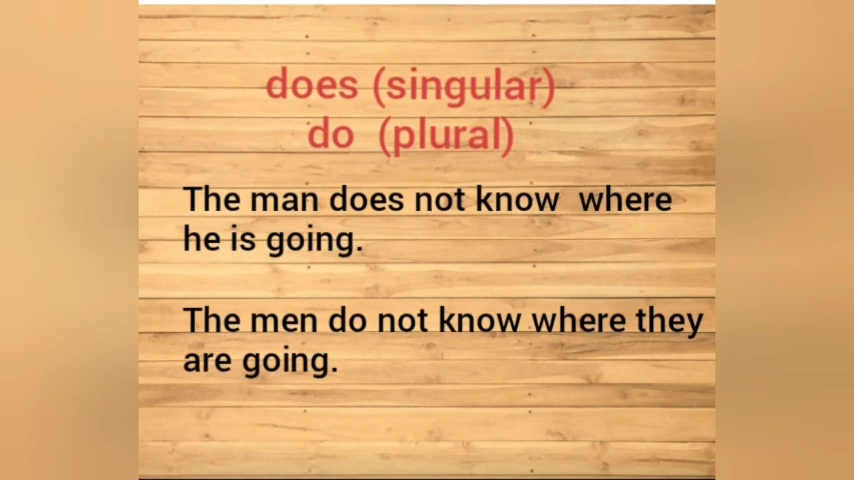 does (singular)
do (plural)
The man does not know where
he is going.
The men do not know where they
are going.